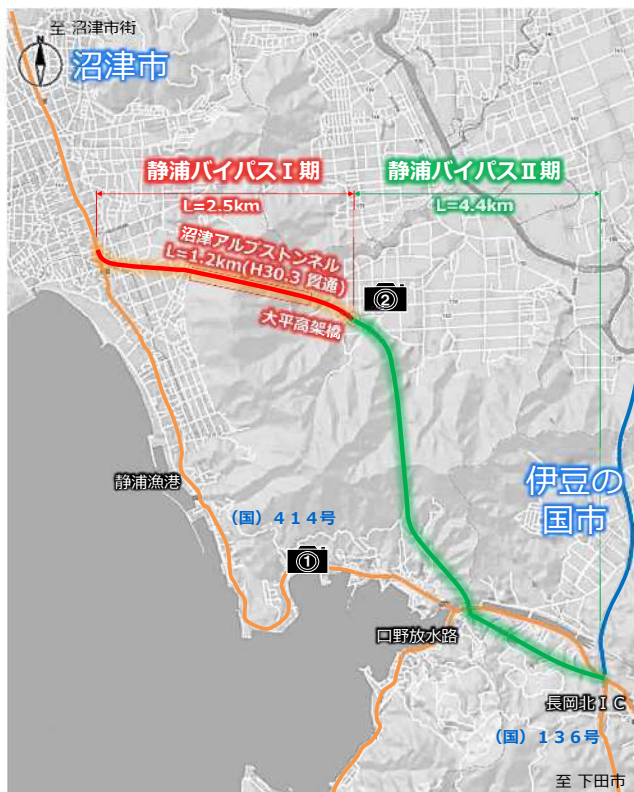 至 沼津市街
N
沼津市
静浦バイパスⅠ期
静浦バイパスⅡ期
L=2.5km
L=4.4km
沼津アルプストンネル
L=1.2km(H30.3 貫通)
②
大平高架橋
静浦漁港
伊豆の
国市
（国）４１４号
①
口野放水路
長岡北ＩＣ
（国）１３６号
至 下田市